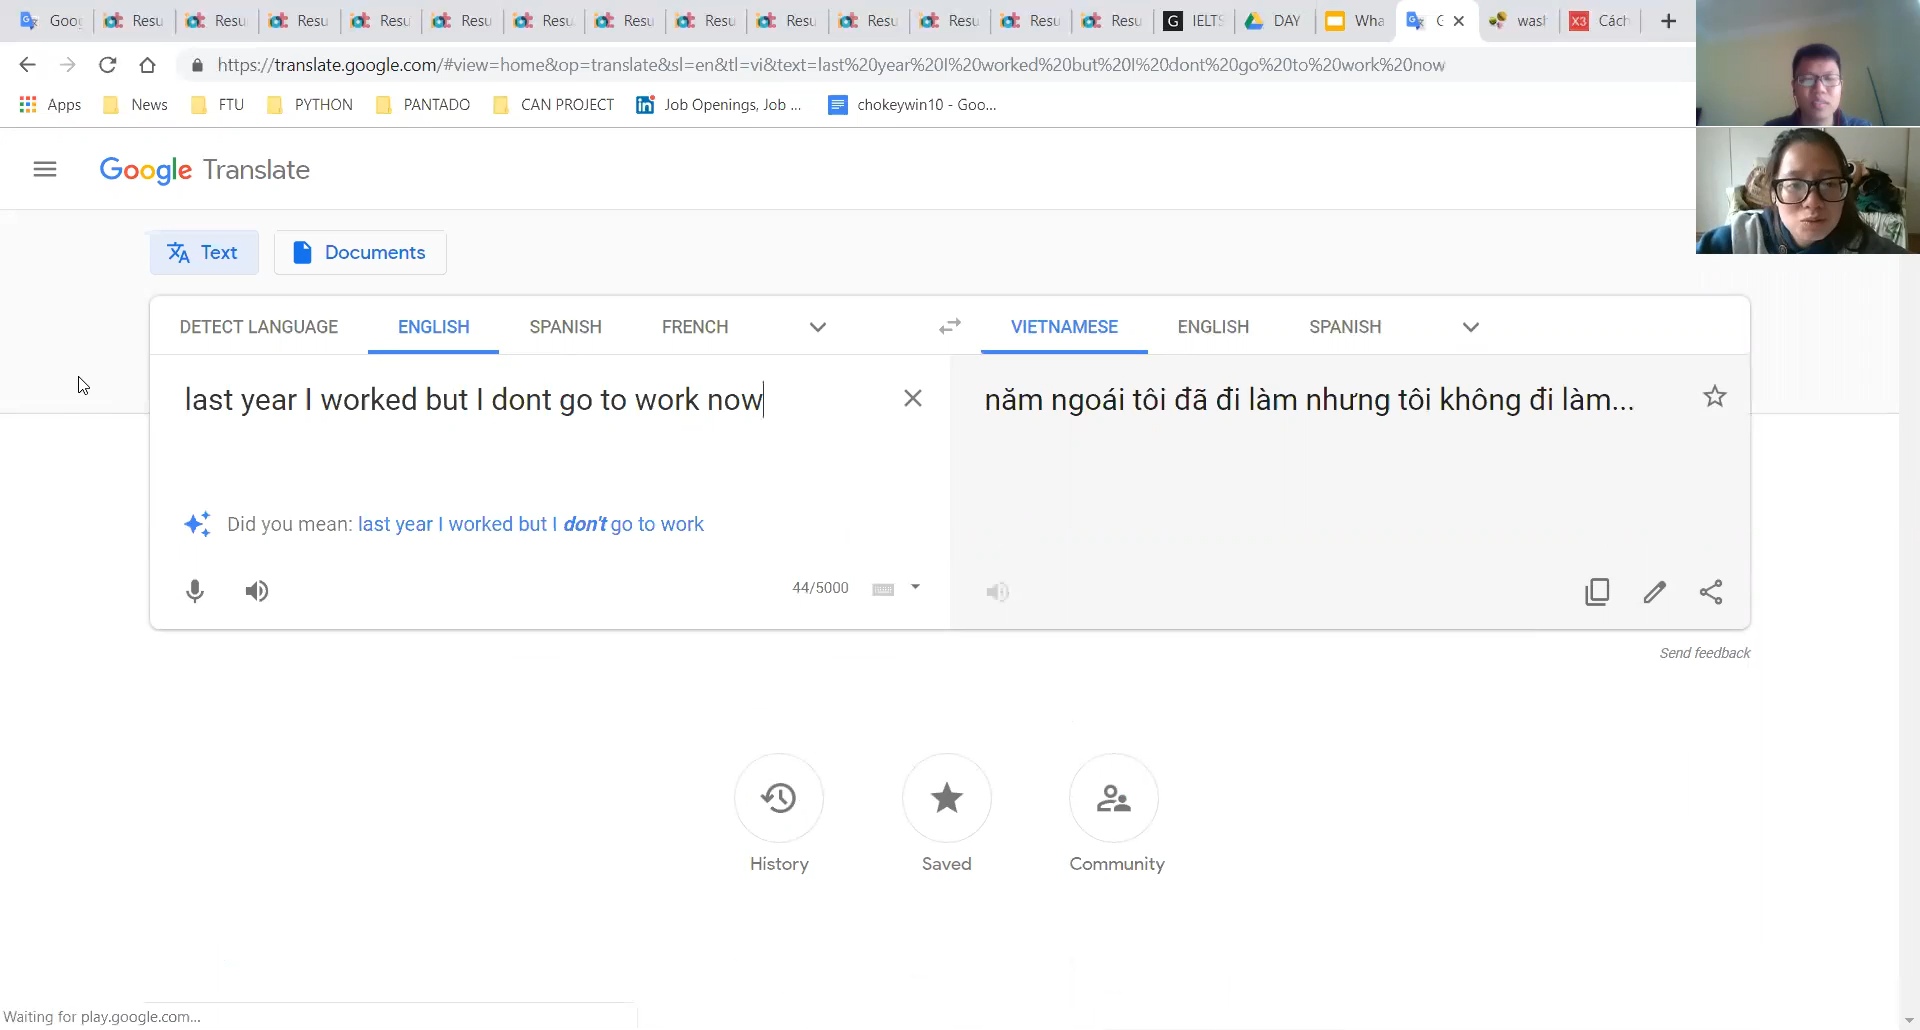 Goog Resu Resu Resu Resu Resu Resu Resu Resu Resu Resu Resu Resu Resu IELTS DAY Wha G wash Cách
https://translate.google.com/#view=home&op=translate&sl=en&tl=vi&text=last%20year%20I%20worked%20but%20I%20dont%20go%20to%20work%20now
Apps News FTU PYTHON PANTADO CAN PROJECT Job Openings, Job ... chokeywin10 - Goo...
Google Translate
Text Documents
DETECT LANGUAGE ENGLISH SPANISH FRENCH VIETNAMESE ENGLISH SPANISH
last year I worked but I dont go to work now
năm ngoái tôi đã đi làm nhưng tôi không đi làm...
Did you mean: last year I worked but I don't go to work
44/5000
Send feedback
History Saved Community
Waiting for play.google.com...